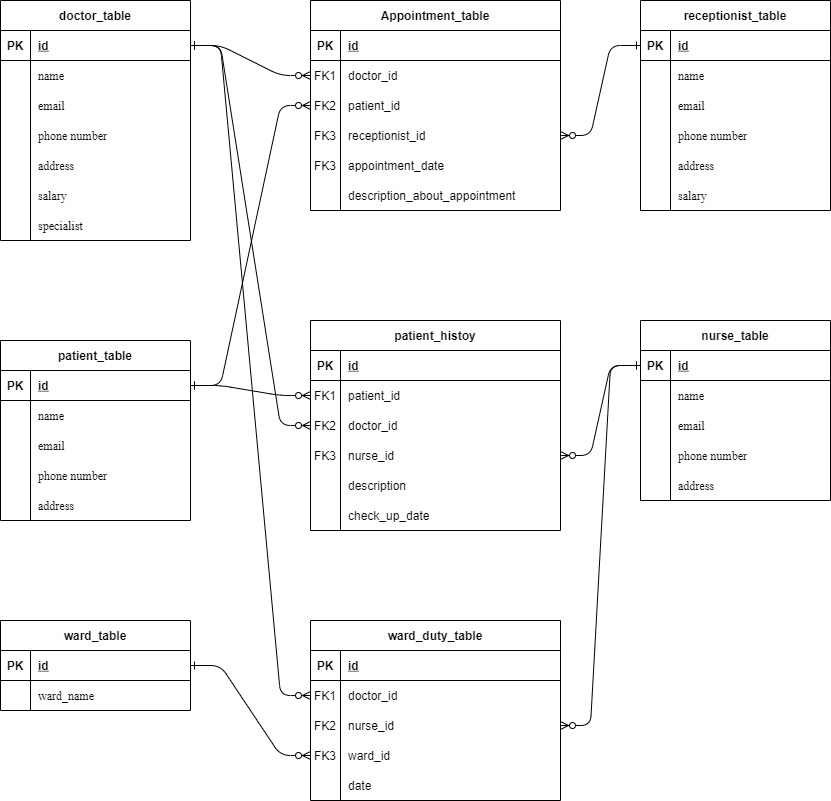 doctor_table
PK id
name
email
phone number
address
salary
specialist
Appointment_table
PK id
FK1 doctor_id
FK2 patient_id
FK3 receptionist_id
FK3 appointment_date
description_about_appointment
receptionist_table
PK id
name
email
phone number
address
salary
patient_table
PK id
name
email
phone number
address
patient_histoy
PK id
FK1 patient_id
FK2 doctor_id
FK3 nurse_id
description
check_up_date
nurse_table
PK id
name
email
phone number
address
ward_table
PK id
ward_name
ward_duty_table
PK id
FK1 doctor_id
FK2 nurse_id
FK3 ward_id
date